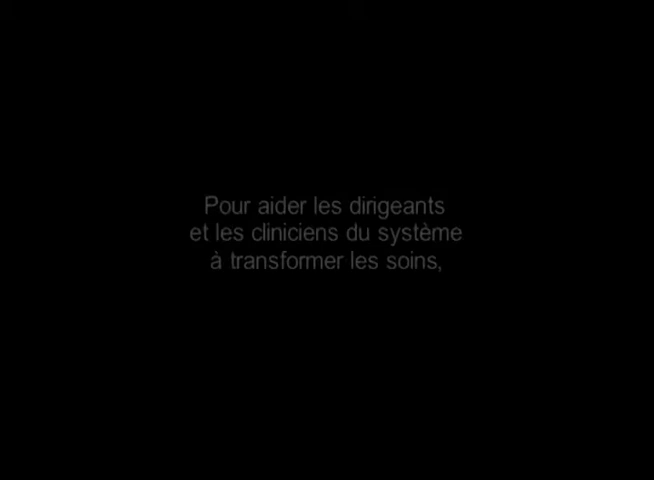 Pour aider les dirigeants
et les cliniciens du système
à transformer les soins,